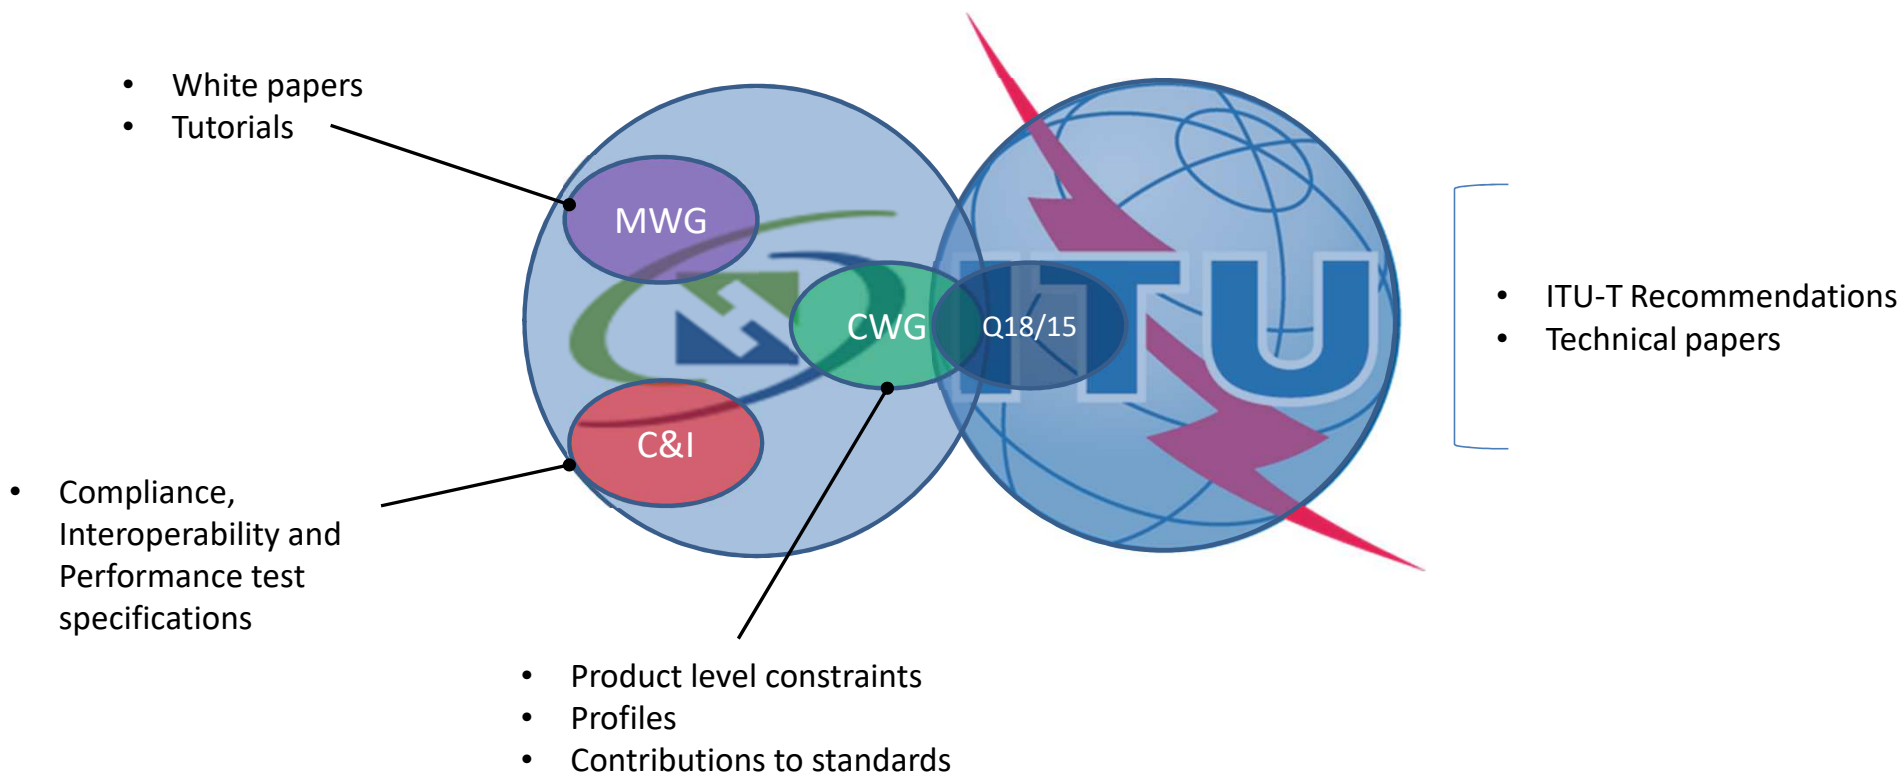 • White papers
• Tutorials
MWG
ITU
CWG
Q18/15
C&I
• ITU-T Recommendations
• Technical papers
• Compliance,
Interoperability and
Performance test
specifications
• Product level constraints
• Profiles
• Contributions to standards